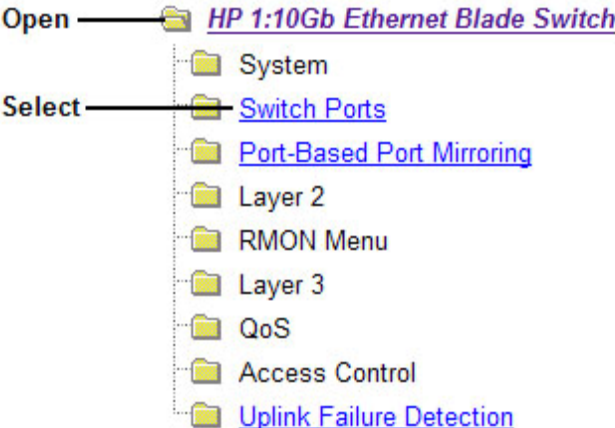 Open HP 1:10Gb Ethernet Blade Switch
System
Select Switch Ports
Port-Based Port Mirroring
Layer 2
RMON Menu
Layer 3
QoS
Access Control
Uplink Failure Detection